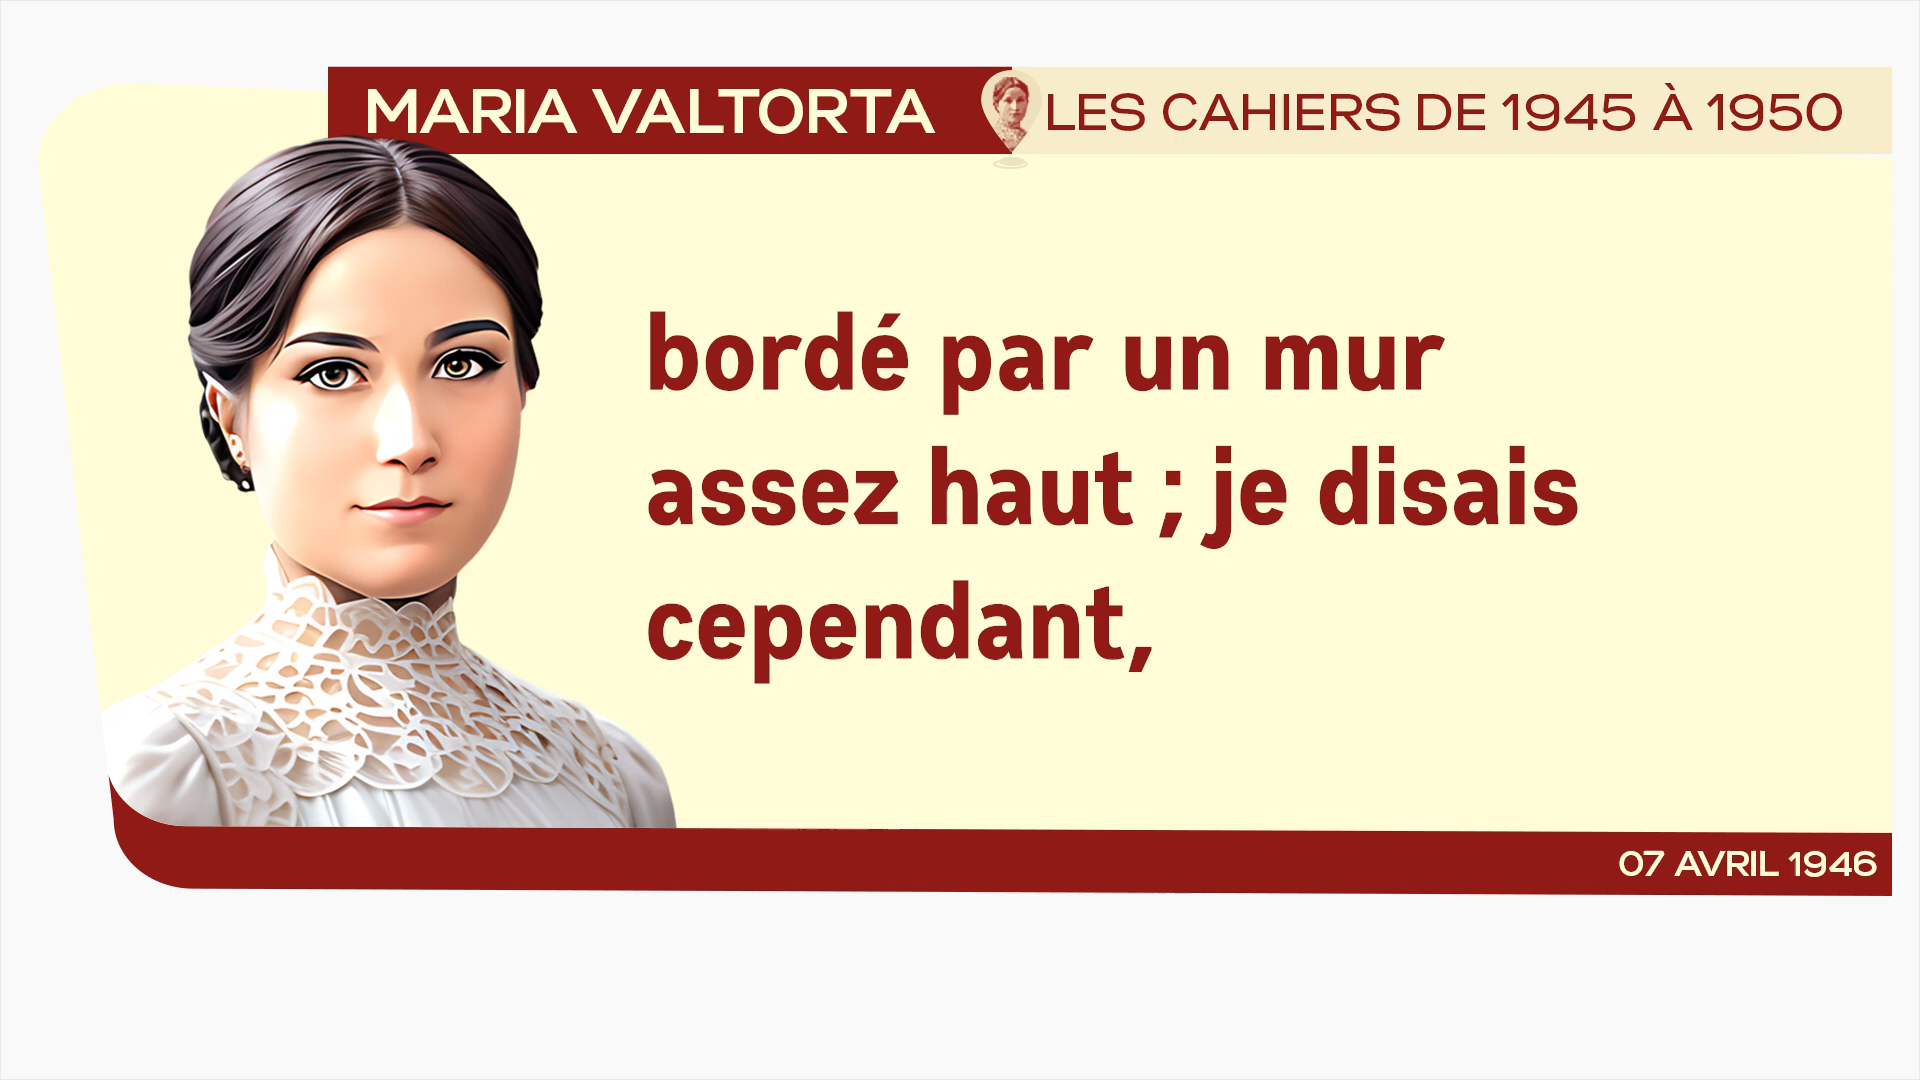 MARIA VALTORTA
LES CAHIERS DE 1945 À 1950
bordé par un mur
assez haut ; je disais
cependant,
07 AVRIL 1946